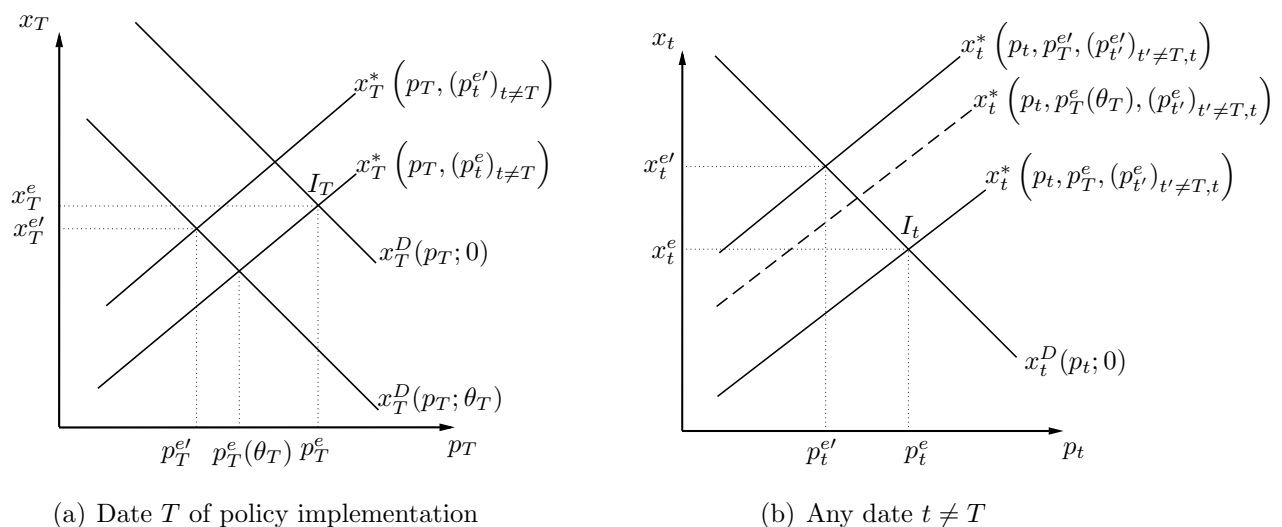 x_T
x_T^* (p_T, (p_t^{e′})_{t≠T})
x_T^* (p_T, (p_t^e)_{t≠T})
I_T
x_T^e
x_T^{e′}
x_T^D(p_T; 0)
x_T^D(p_T; θ_T)
p_T^{e′} p_T^e(θ_T) p_T^e p_T
(a) Date T of policy implementation
x_t
x_t^* (p_t, p_T^{e′}, (p_{t′}^{e′})_{t′≠T,t})
x_t^* (p_t, p_T^e(θ_T), (p_{t′}^e)_{t′≠T,t})
x_t^{e′}
x_t^* (p_t, p_T^e, (p_{t′}^e)_{t′≠T,t})
I_t
x_t^e
x_t^D(p_t; 0)
p_t^{e′} p_t^e p_t
(b) Any date t ≠ T